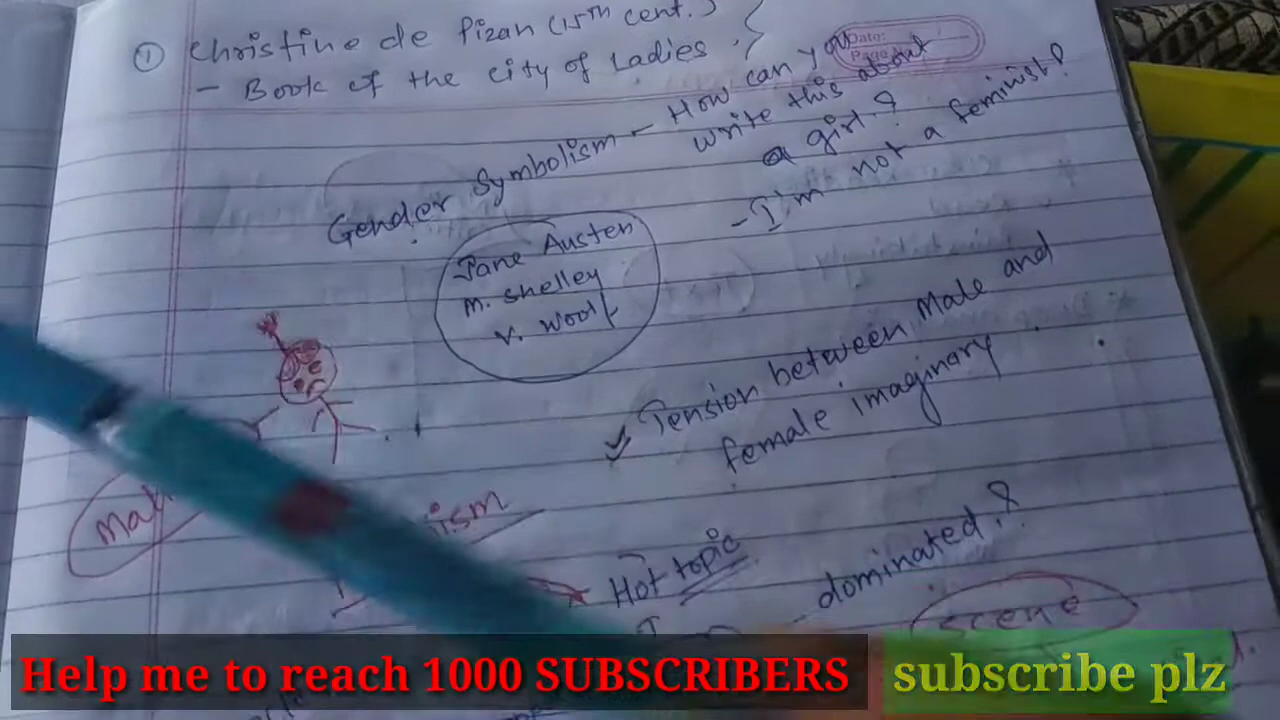 ① Christine de Pizan (15th cent.)
- Book of the city of Ladies
Date:
Page
Gender Symbolism - How can you
write this about
a girl?
- I'm not a feminist?
Jane Austen
M. Shelley
V. Woolf
✓ Tension between Male and
female imaginary
ism
Hot topic
dominated?
scene
Help me to reach 1000 SUBSCRIBERS
subscribe plz